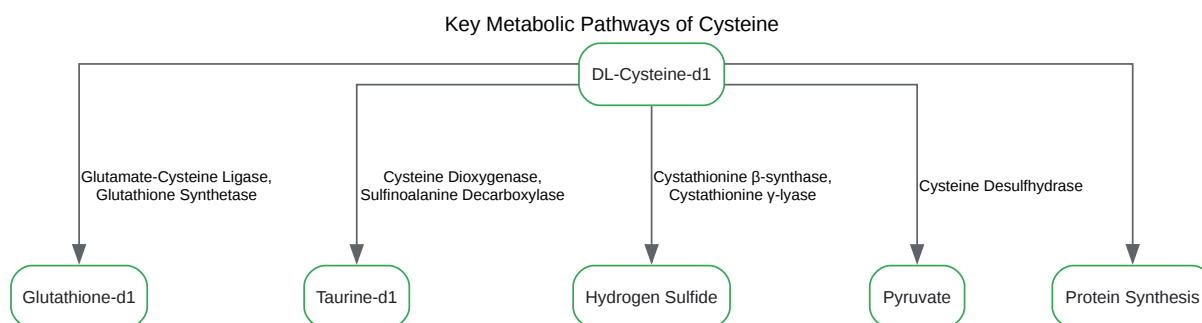 Key Metabolic Pathways of Cysteine
DL-Cysteine-d1
Glutamate-Cysteine Ligase,
Glutathione Synthetase
Cysteine Dioxygenase,
Sulfinoalanine Decarboxylase
Cystathionine β-synthase,
Cystathionine γ-lyase
Cysteine Desulfhydrase
Glutathione-d1
Taurine-d1
Hydrogen Sulfide
Pyruvate
Protein Synthesis